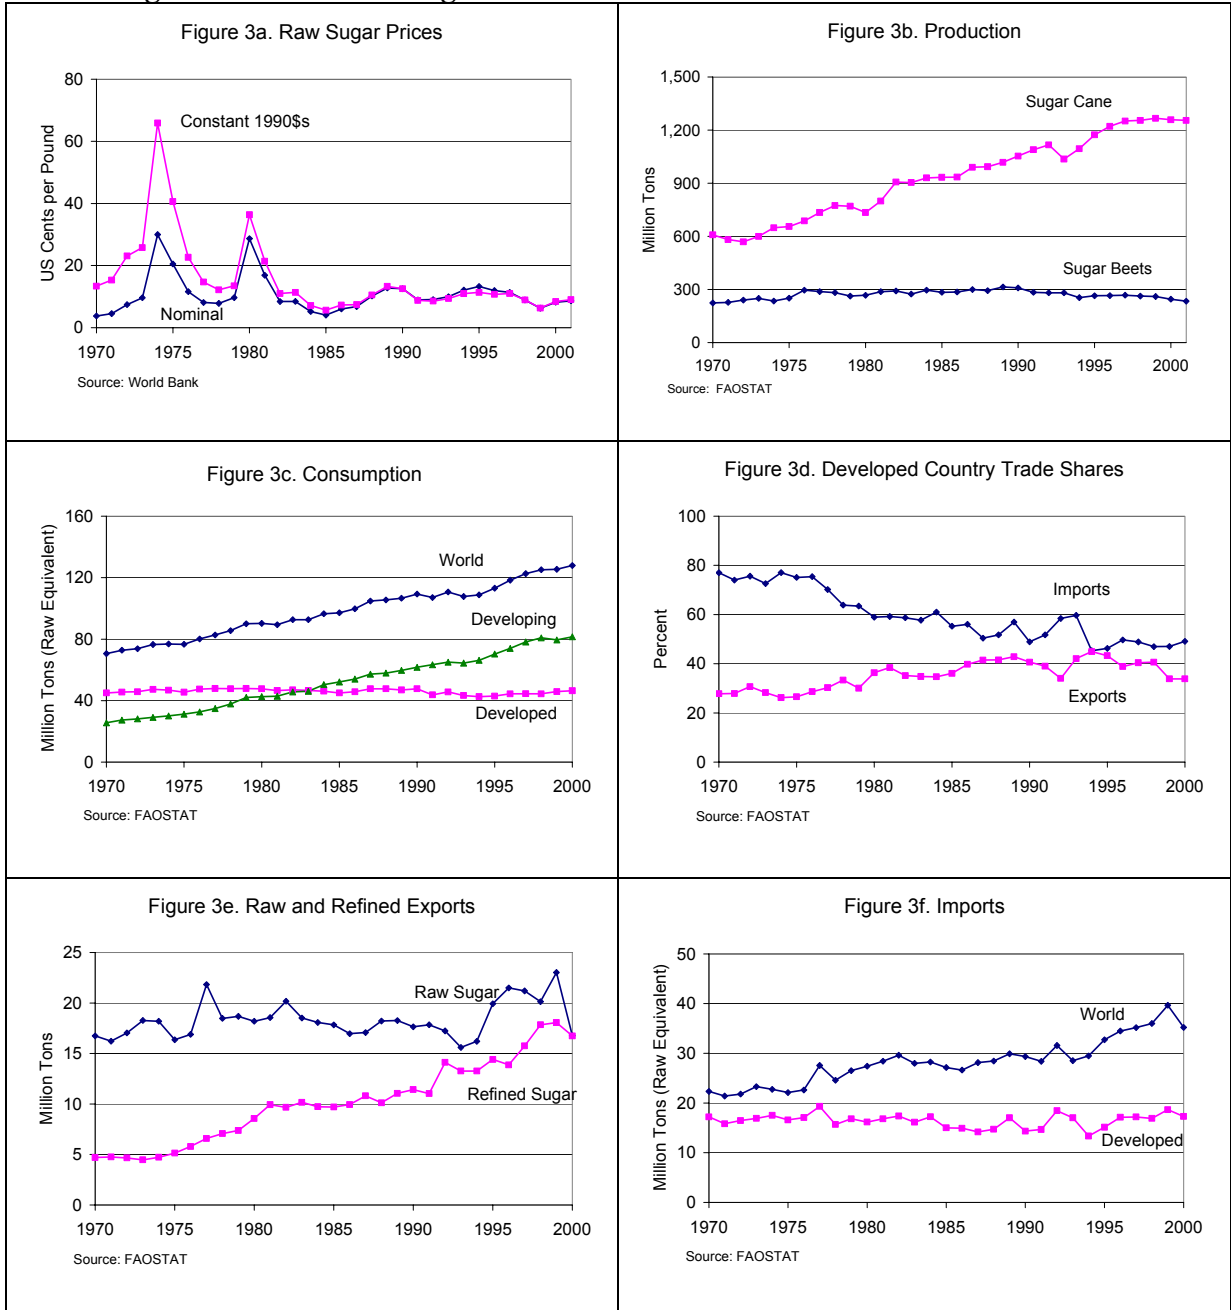 Figure 3a. Raw Sugar Prices
US Cents per Pound
80
60
40
20
0
Constant 1990$s
Nominal
1970 1975 1980 1985 1990 1995 2000
Source: World Bank
Figure 3b. Production
Million Tons
1,500
1,200
900
600
300
0
Sugar Cane
Sugar Beets
1970 1975 1980 1985 1990 1995 2000
Source: FAOSTAT
Figure 3c. Consumption
Million Tons (Raw Equivalent)
160
120
80
40
0
World
Developing
Developed
1970 1975 1980 1985 1990 1995 2000
Source: FAOSTAT
Figure 3d. Developed Country Trade Shares
Percent
100
80
60
40
20
0
Imports
Exports
1970 1975 1980 1985 1990 1995 2000
Source: FAOSTAT
Figure 3e. Raw and Refined Exports
Million Tons
25
20
15
10
5
0
Raw Sugar
Refined Sugar
1970 1975 1980 1985 1990 1995 2000
Source: FAOSTAT
Figure 3f. Imports
Million Tons (Raw Equivalent)
50
40
30
20
10
0
World
Developed
1970 1975 1980 1985 1990 1995 2000
Source: FAOSTAT